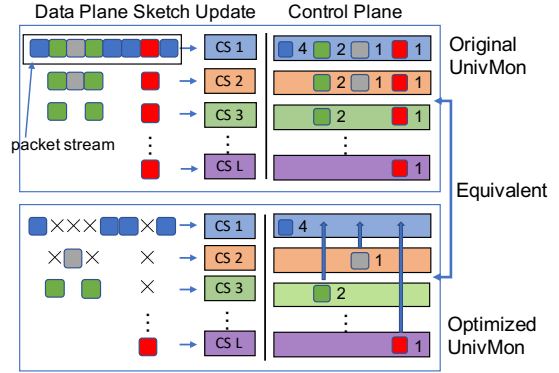 Data Plane Sketch Update
Control Plane
CS 1
4 2 1 1
Original
UnivMon
CS 2
2 1 1
CS 3
2 1
packet stream
CS L
1
Equivalent
CS 1
4
CS 2
1
CS 3
2
CS L
1
Optimized
UnivMon